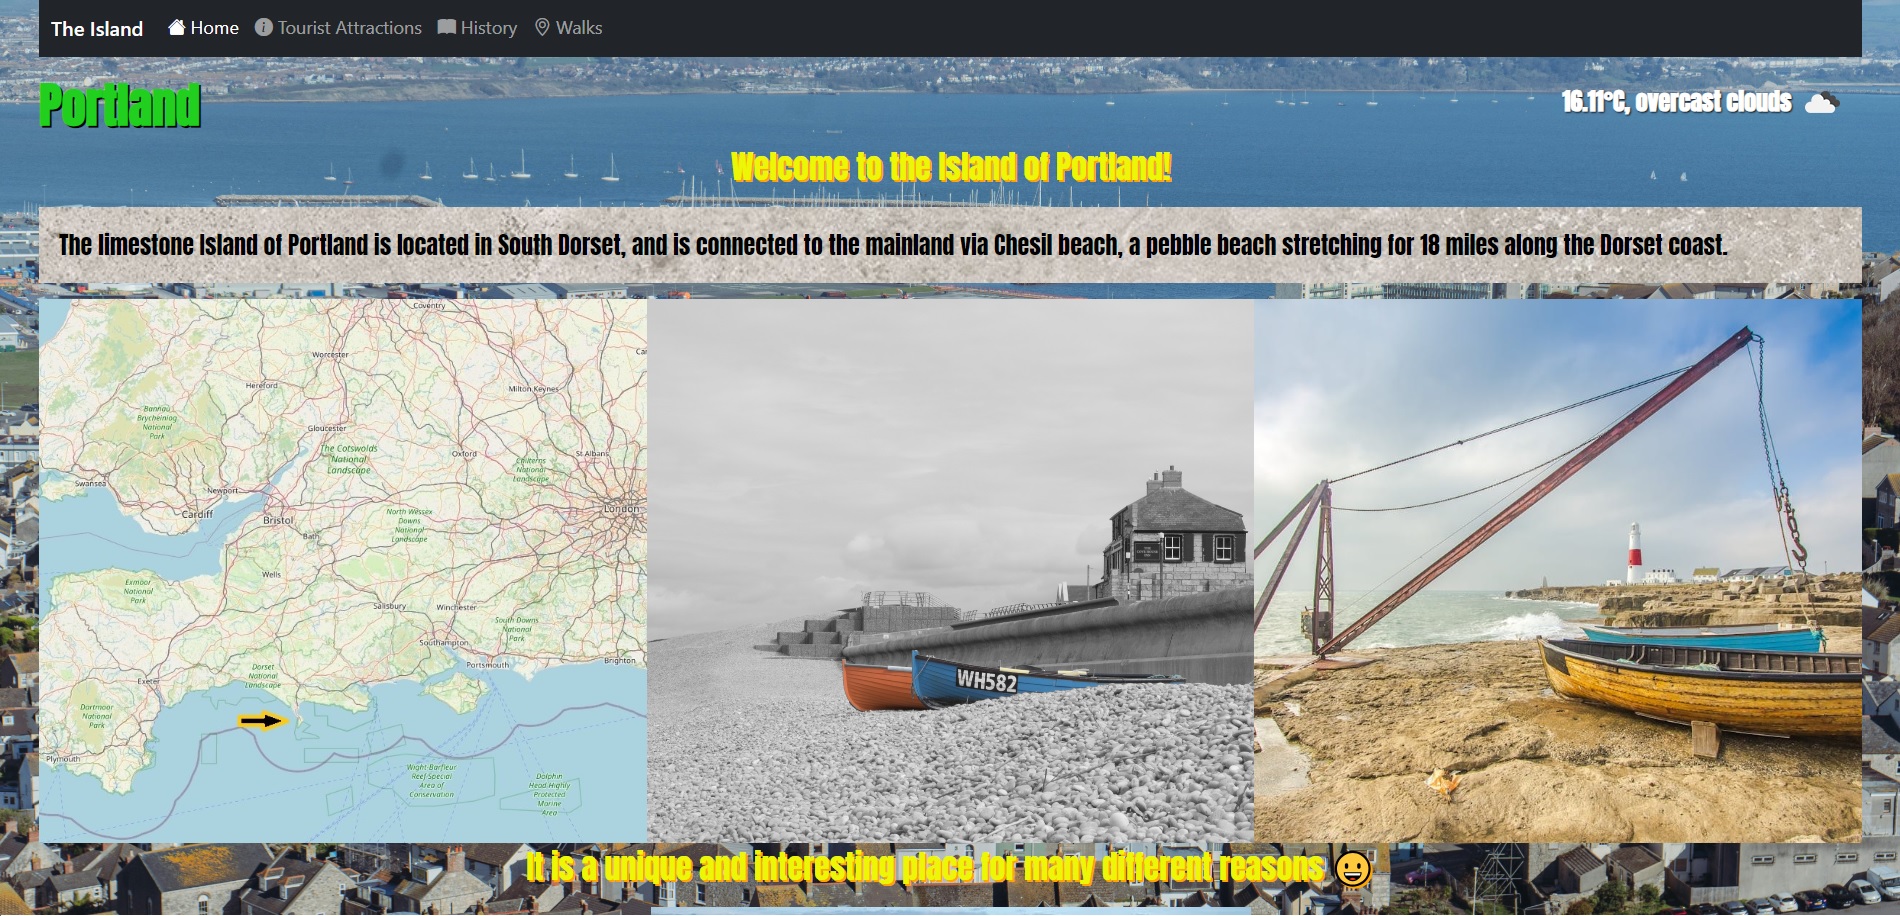 The Island Home Tourist Attractions History Walks
Portland
16.11°C, overcast clouds
Welcome to the Island of Portland!
The limestone Island of Portland is located in South Dorset, and is connected to the mainland via Chesil beach, a pebble beach stretching for 18 miles along the Dorset coast.
Coventry
Worcester
Hereford
Milton Keynes
Bannau
Brycheiniog
National
Park
Gloucester
The Cotswolds
National
Landscape
Oxford
St Albans
Chilterns
National
Landscape
Swansea
Newport
Cardiff
Bristol
London
North Wessex
Downs
National
Landscape
Bath
Wells
Exmoor
National
Park
Salisbury
Winchester
South Downs
National
Park
Southampton
Portsmouth
Brighton
Dorset
National
Landscape
Exeter
Dartmoor
National
Park
Plymouth
Wight-Barfleur
Reef Special
Area of
Conservation
Dolphin
Head Highly
Protected
Marine
Area
WH582
It is a unique and interesting place for many different reasons 😀